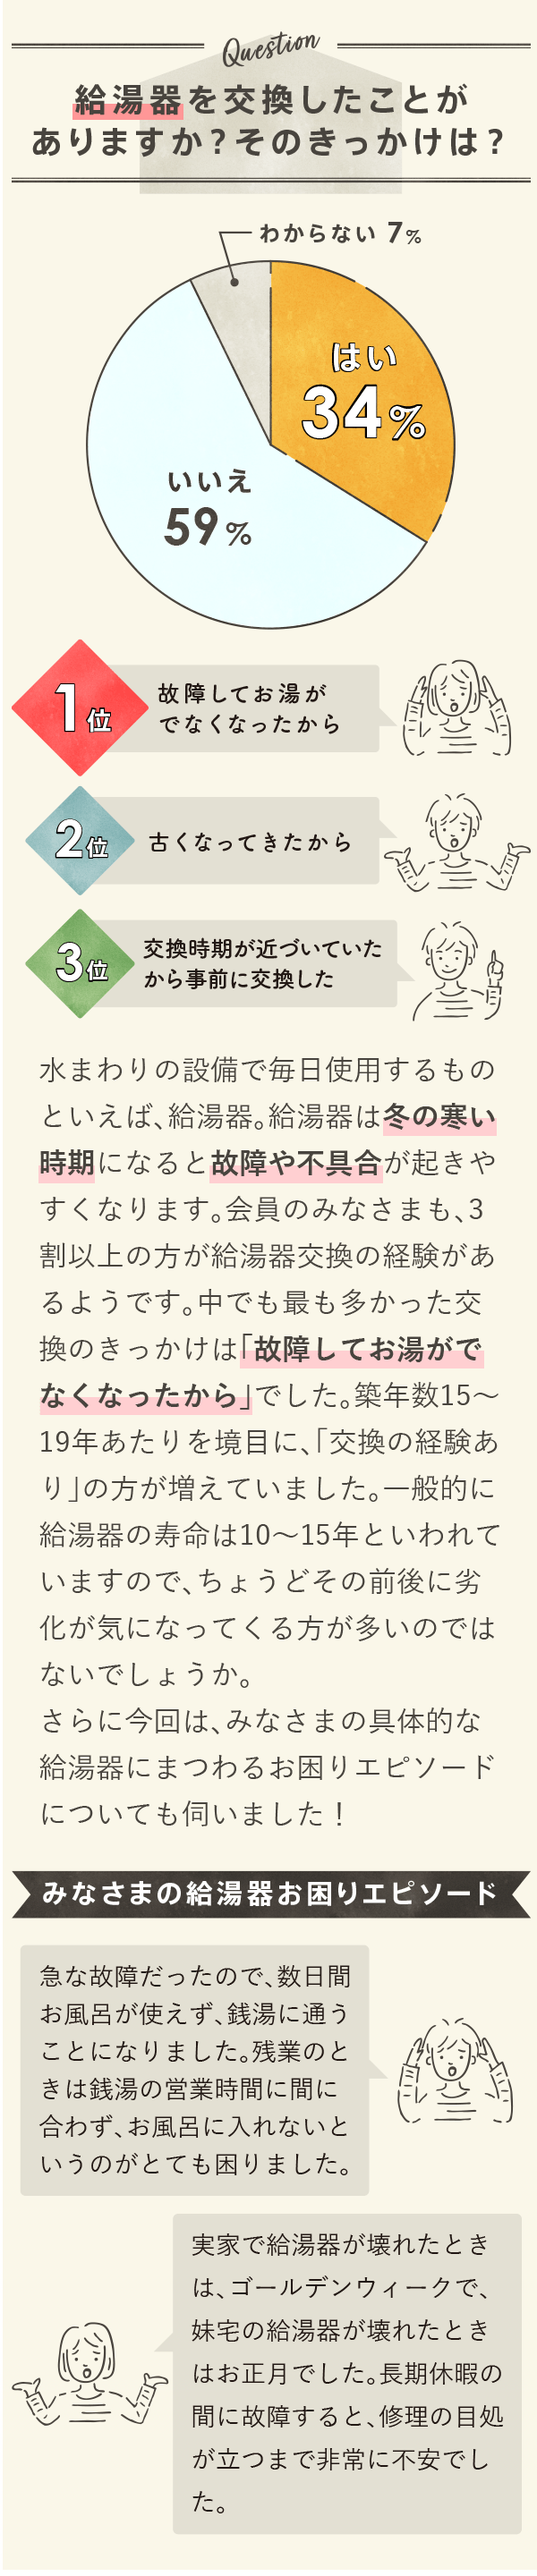 Question
給湯器を交換したことが
ありますか？そのきっかけは？
わからない 7%
はい
34%
いいえ
59%
1位
故障してお湯が
でなくなったから
2位
古くなってきたから
3位
交換時期が近づいていた
から事前に交換した
水まわりの設備で毎日使用するもの
といえば、給湯器。給湯器は冬の寒い
時期になると故障や不具合が起きや
すくなります。会員のみなさまも、3
割以上の方が給湯器交換の経験があ
るようです。中でも最も多かった交
換のきっかけは「故障してお湯がで
なくなったから」でした。築年数15～
19年あたりを境目に、「交換の経験あ
り」の方が増えていました。一般的に
給湯器の寿命は10～15年といわれて
いますので、ちょうどその前後に劣
化が気になってくる方が多いのでは
ないでしょうか。
さらに今回は、みなさまの具体的な
給湯器にまつわるお困りエピソード
についても伺いました！
みなさまの給湯器お困りエピソード
急な故障だったので、数日間
お風呂が使えず、銭湯に通う
ことになりました。残業のと
きは銭湯の営業時間に間に
合わず、お風呂に入れないと
いうのがとても困りました。
実家で給湯器が壊れたとき
は、ゴールデンウィークで、
妹宅の給湯器が壊れたとき
はお正月でした。長期休暇の
間に故障すると、修理の目処
が立つまで非常に不安でし
た。